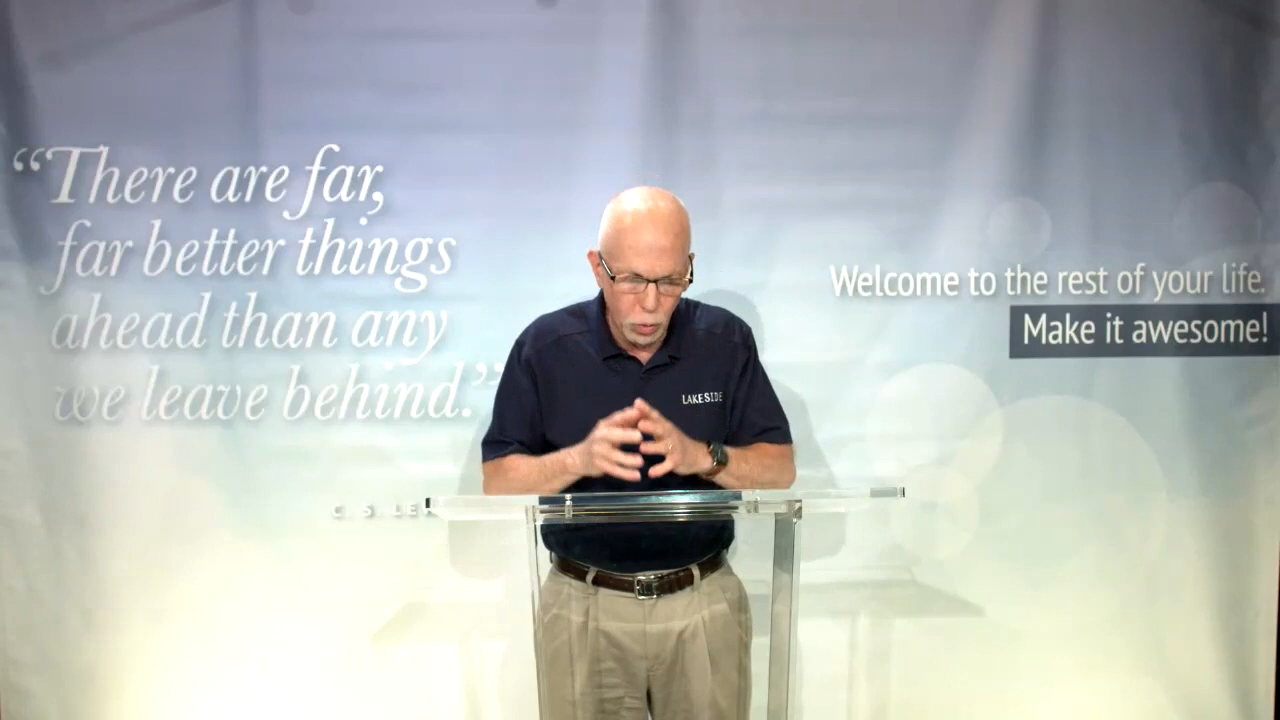 “There are far,
far better things
ahead than any
we leave behind.”
C. S. LE
Welcome to the rest of your life.
Make it awesome!
LAKESIDE